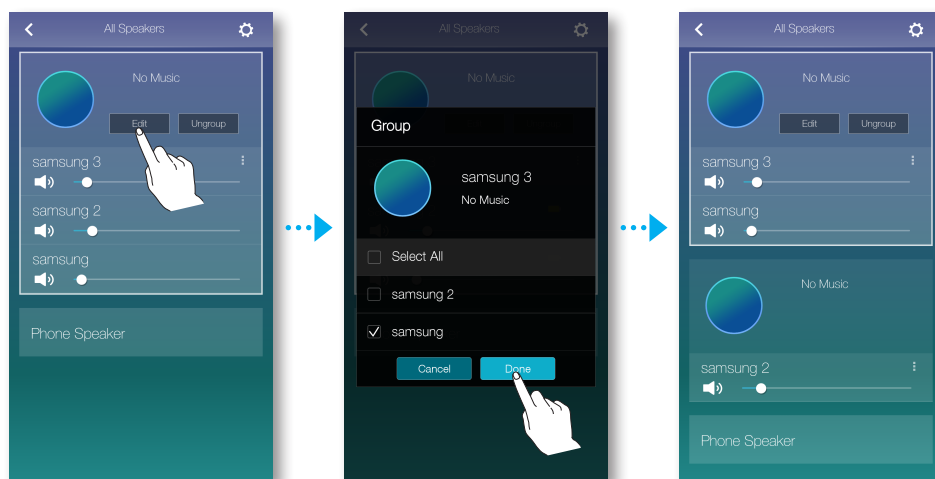 All Speakers
No Music
Edit Ungroup
samsung 3
samsung 2
samsung
Phone Speaker
All Speakers
No Music
Group
samsung 3
No Music
Select All
samsung 2
samsung
Cancel Done
All Speakers
No Music
Edit Ungroup
samsung 3
samsung
No Music
samsung 2
Phone Speaker